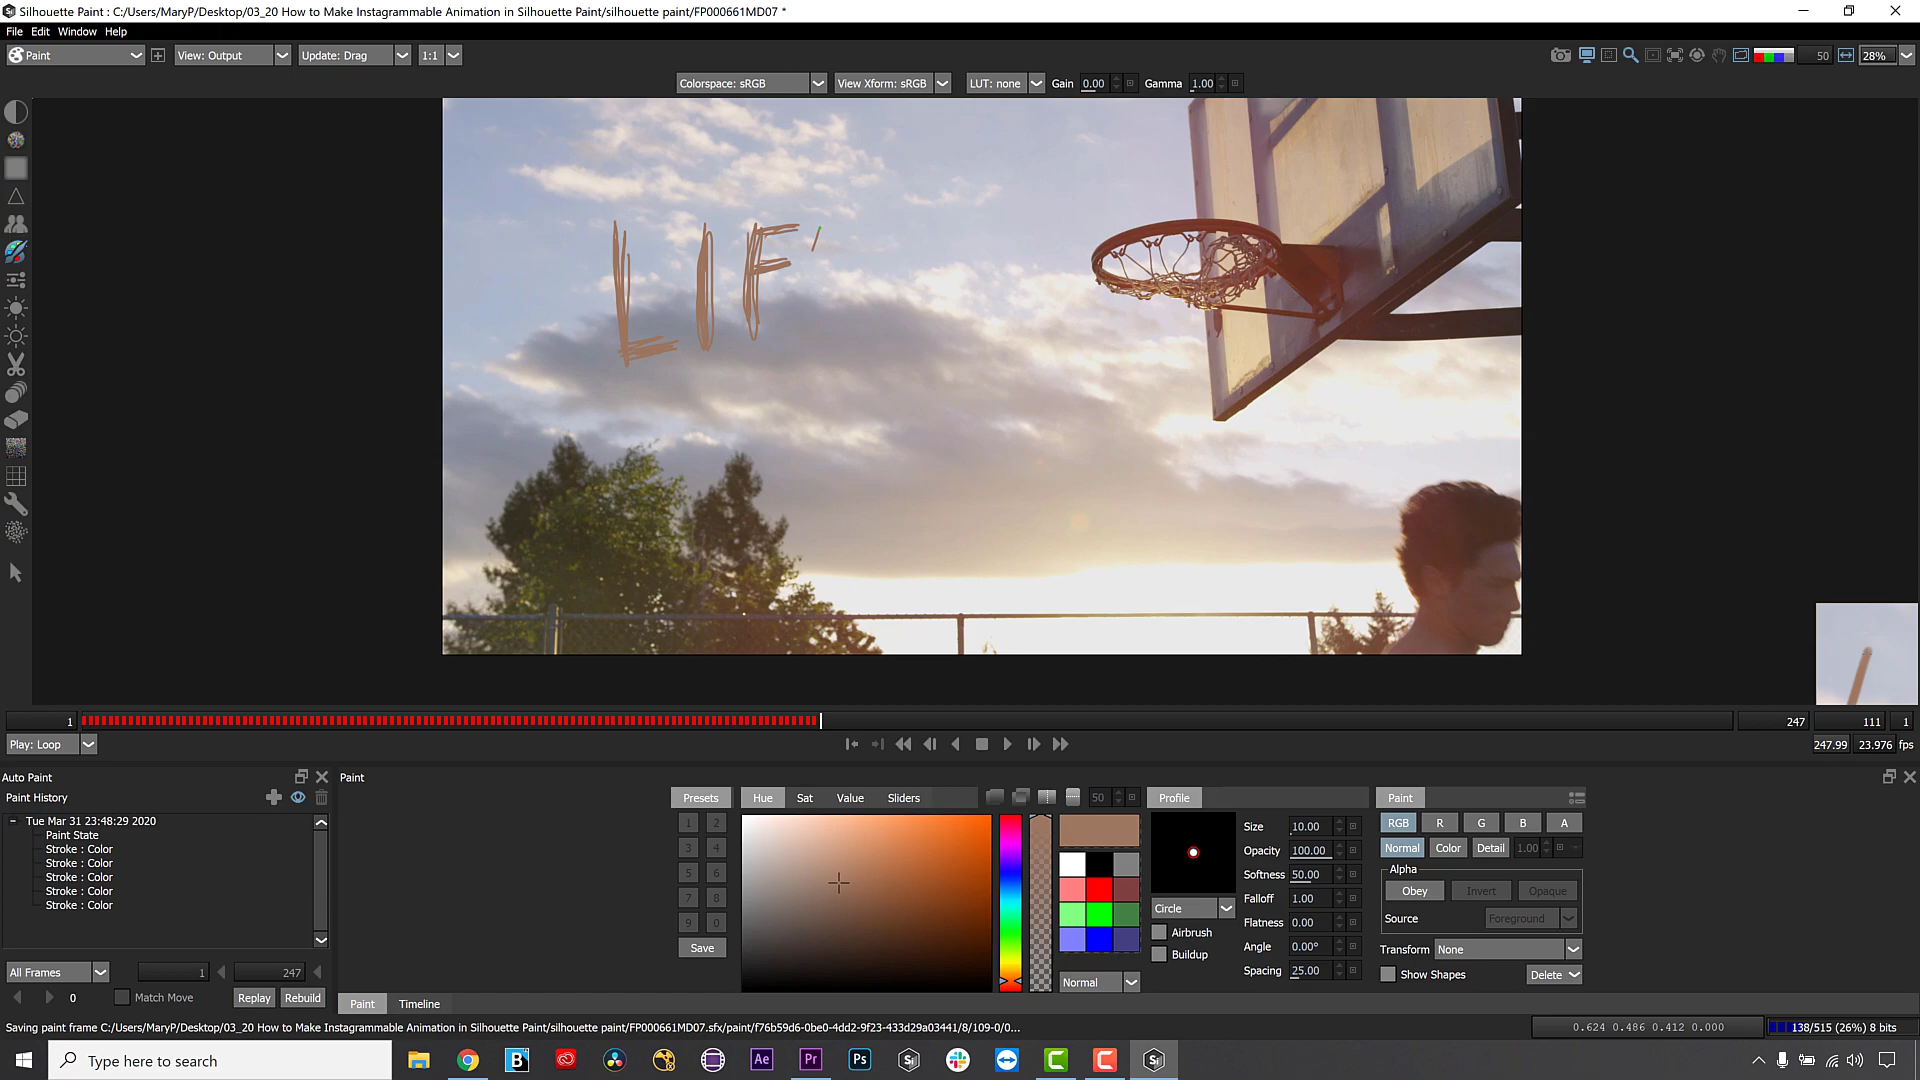 Silhouette Paint : C:/Users/MaryP/Desktop/03_20 How to Make Instagrammable Animation in Silhouette Paint/silhouette paint/FP000661MD07 *
File Edit Window Help
Paint View: Output Update: Drag 1:1 50 28%
Colorspace: sRGB View Xform: sRGB LUT: none Gain 0.00 Gamma 1.00
LIF
1 247 111 1
Play: Loop 247.99 23.976 fps
Auto Paint Paint
Paint History Presets Hue Sat Value Sliders 50 Profile Paint
Tue Mar 31 23:48:29 2020
Paint State
Stroke : Color
Stroke : Color
Stroke : Color
Stroke : Color
Stroke : Color
All Frames 1 247
0 Match Move Replay Rebuild
1 2
3 4
5 6
7 8
9 0
Save
Normal
Circle
Airbrush
Buildup
Size 10.00
Opacity 100.00
Softness 50.00
Falloff 1.00
Flatness 0.00
Angle 0.00°
Spacing 25.00
RGB R G B A
Normal Color Detail 1.00
Alpha
Obey Invert Opaque
Source Foreground
Transform None
Show Shapes Delete
Paint Timeline
Saving paint frame C:/Users/MaryP/Desktop/03_20 How to Make Instagrammable Animation in Silhouette Paint/silhouette paint/FP000661MD07.sfx/paint/f76b59d6-0be0-4dd2-9f23-433d29a03441/8/109-0/0...
0.624 0.486 0.412 0.000 138/515 (26%) 8 bits
Type here to search B Ae Pr Ps Si C C Si